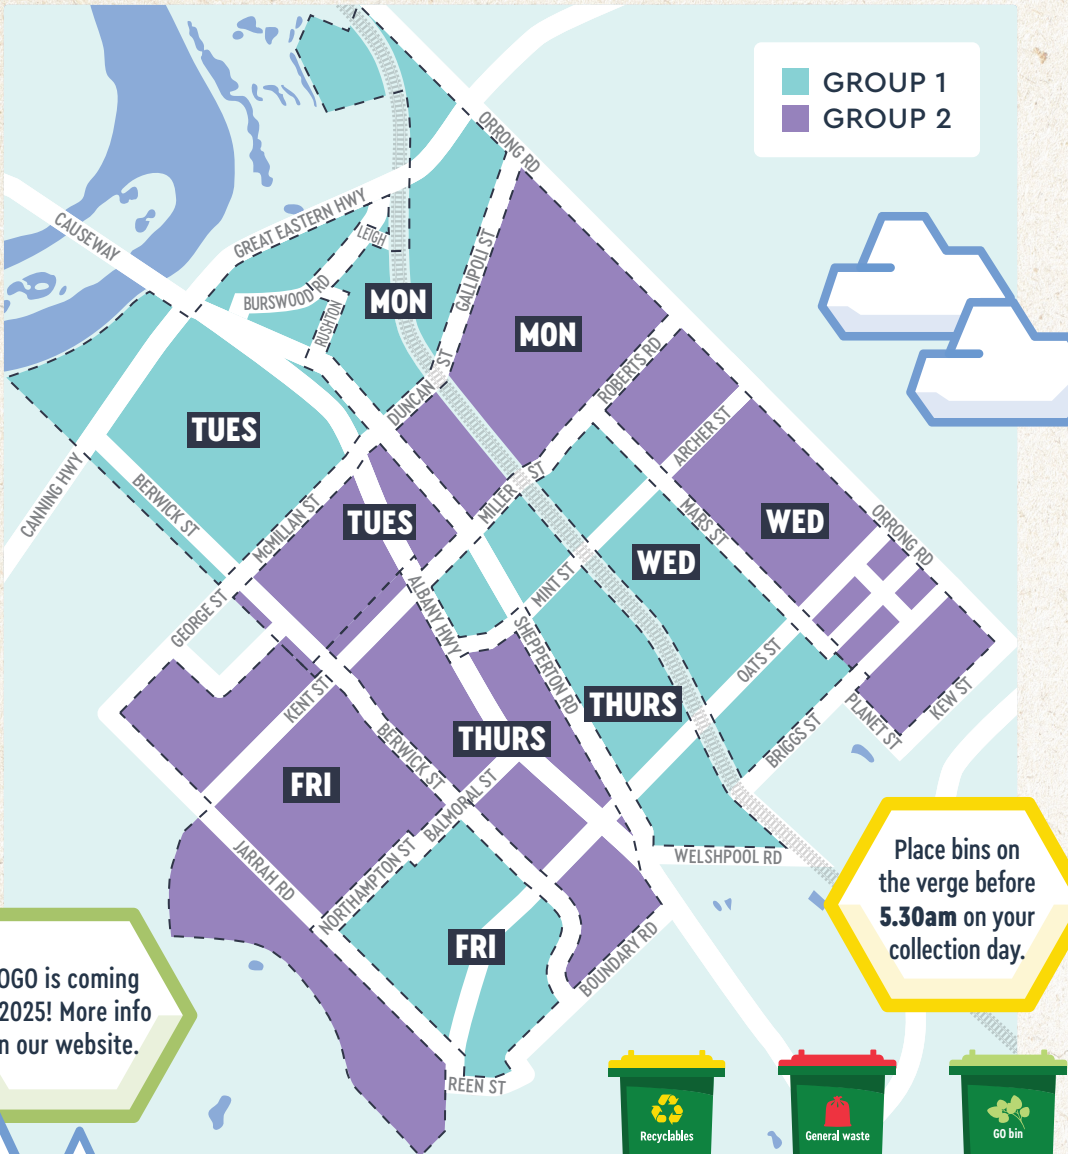 GROUP 1
GROUP 2
ORRONG RD
CAUSEWAY
GREAT EASTERN HWY
LEIGH
BURSWOOD RD
RUSHTON
GALLIPOLI ST
MON
MON
DUNCAN ST
ROBERTS RD
TUES
ARCHER ST
CANNING HWY
BERWICK ST
McMILLAN ST
TUES
MILLER ST
MARS ST
WED
ORRONG RD
WED
GEORGE ST
ALBANY HWY
MINT ST
SHEPPERTON RD
OATS ST
KENT ST
THURS
PLANET ST
KEW ST
BRIGGS ST
BERWICK ST
THURS
FRI
BALMORAL ST
JARRAH RD
NORTHAMPTON ST
WELSHPOOL RD
FRI
BOUNDARY RD
REEN ST
Place bins on
the verge before
5.30am on your
collection day.
OGO is coming
2025! More info
n our website.
Recyclables
General waste
GO bin